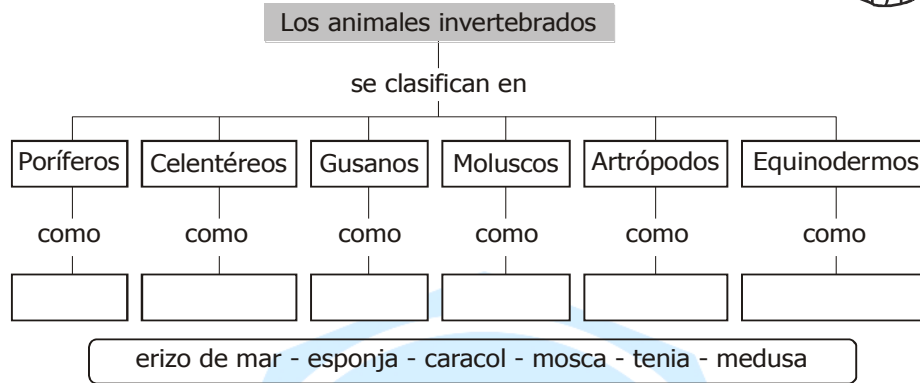 Los animales invertebrados
se clasifican en
Poríferos Celentéreos Gusanos Moluscos Artrópodos Equinodermos
como como como como como como
erizo de mar - esponja - caracol - mosca - tenia - medusa